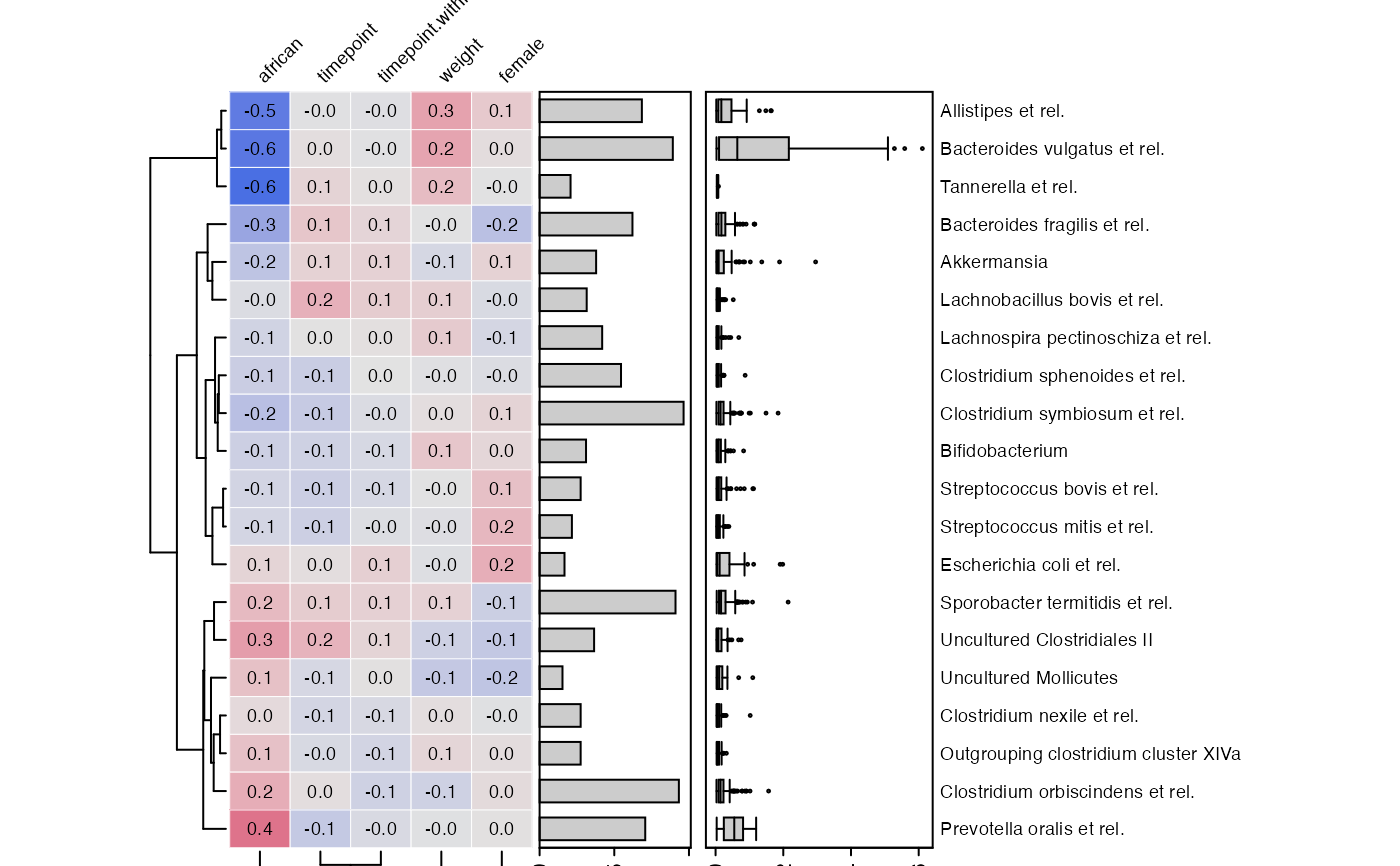 african timepoint weight female
-0.5 -0.0 -0.0 0.3 0.1 Allistipes et rel.
-0.6 0.0 -0.0 0.2 0.0 Bacteroides vulgatus et rel.
-0.6 0.1 0.0 0.2 -0.0 Tannerella et rel.
-0.3 0.1 0.1 -0.0 -0.2 Bacteroides fragilis et rel.
-0.2 0.1 0.1 -0.1 0.1 Akkermansia
-0.0 0.2 0.1 0.1 -0.0 Lachnobacillus bovis et rel.
-0.1 0.0 0.0 0.1 -0.1 Lachnospira pectinoschiza et rel.
-0.1 -0.1 0.0 -0.0 -0.0 Clostridium sphenoides et rel.
-0.2 -0.1 -0.0 0.0 0.1 Clostridium symbiosum et rel.
-0.1 -0.1 -0.1 0.1 0.0 Bifidobacterium
-0.1 -0.1 -0.1 -0.0 0.1 Streptococcus bovis et rel.
-0.1 -0.1 -0.0 -0.0 0.2 Streptococcus mitis et rel.
0.1 0.0 0.1 -0.0 0.2 Escherichia coli et rel.
0.2 0.1 0.1 0.1 -0.1 Sporobacter termitidis et rel.
0.3 0.2 0.1 -0.1 -0.1 Uncultured Clostridiales II
0.1 -0.1 0.0 -0.1 -0.2 Uncultured Mollicutes
0.0 -0.1 -0.1 0.0 -0.0 Clostridium nexile et rel.
0.1 -0.0 -0.1 0.1 0.0 Outgrouping clostridium cluster XIVa
0.2 0.0 -0.1 -0.1 0.0 Clostridium orbiscindens et rel.
0.4 -0.1 -0.0 -0.0 0.0 Prevotella oralis et rel.